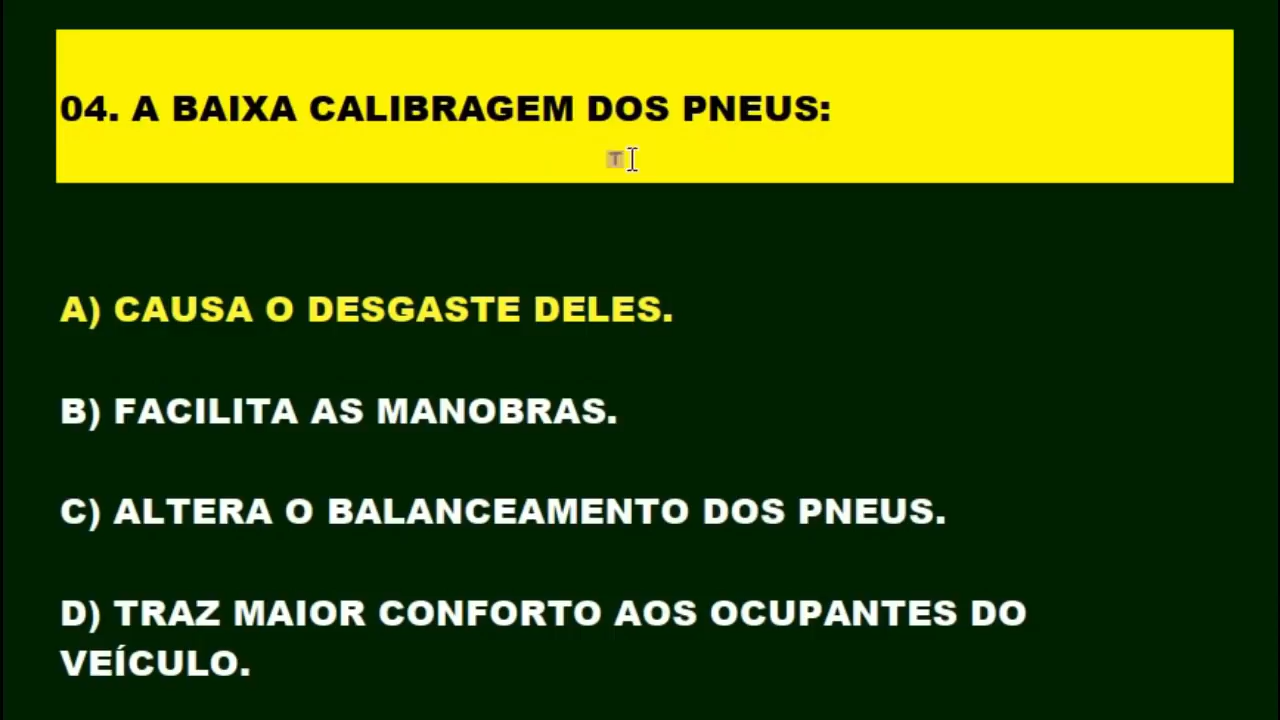 04. A BAIXA CALIBRAGEM DOS PNEUS:
T
A) CAUSA O DESGASTE DELES.
B) FACILITA AS MANOBRAS.
C) ALTERA O BALANCEAMENTO DOS PNEUS.
D) TRAZ MAIOR CONFORTO AOS OCUPANTES DO
VEÍCULO.